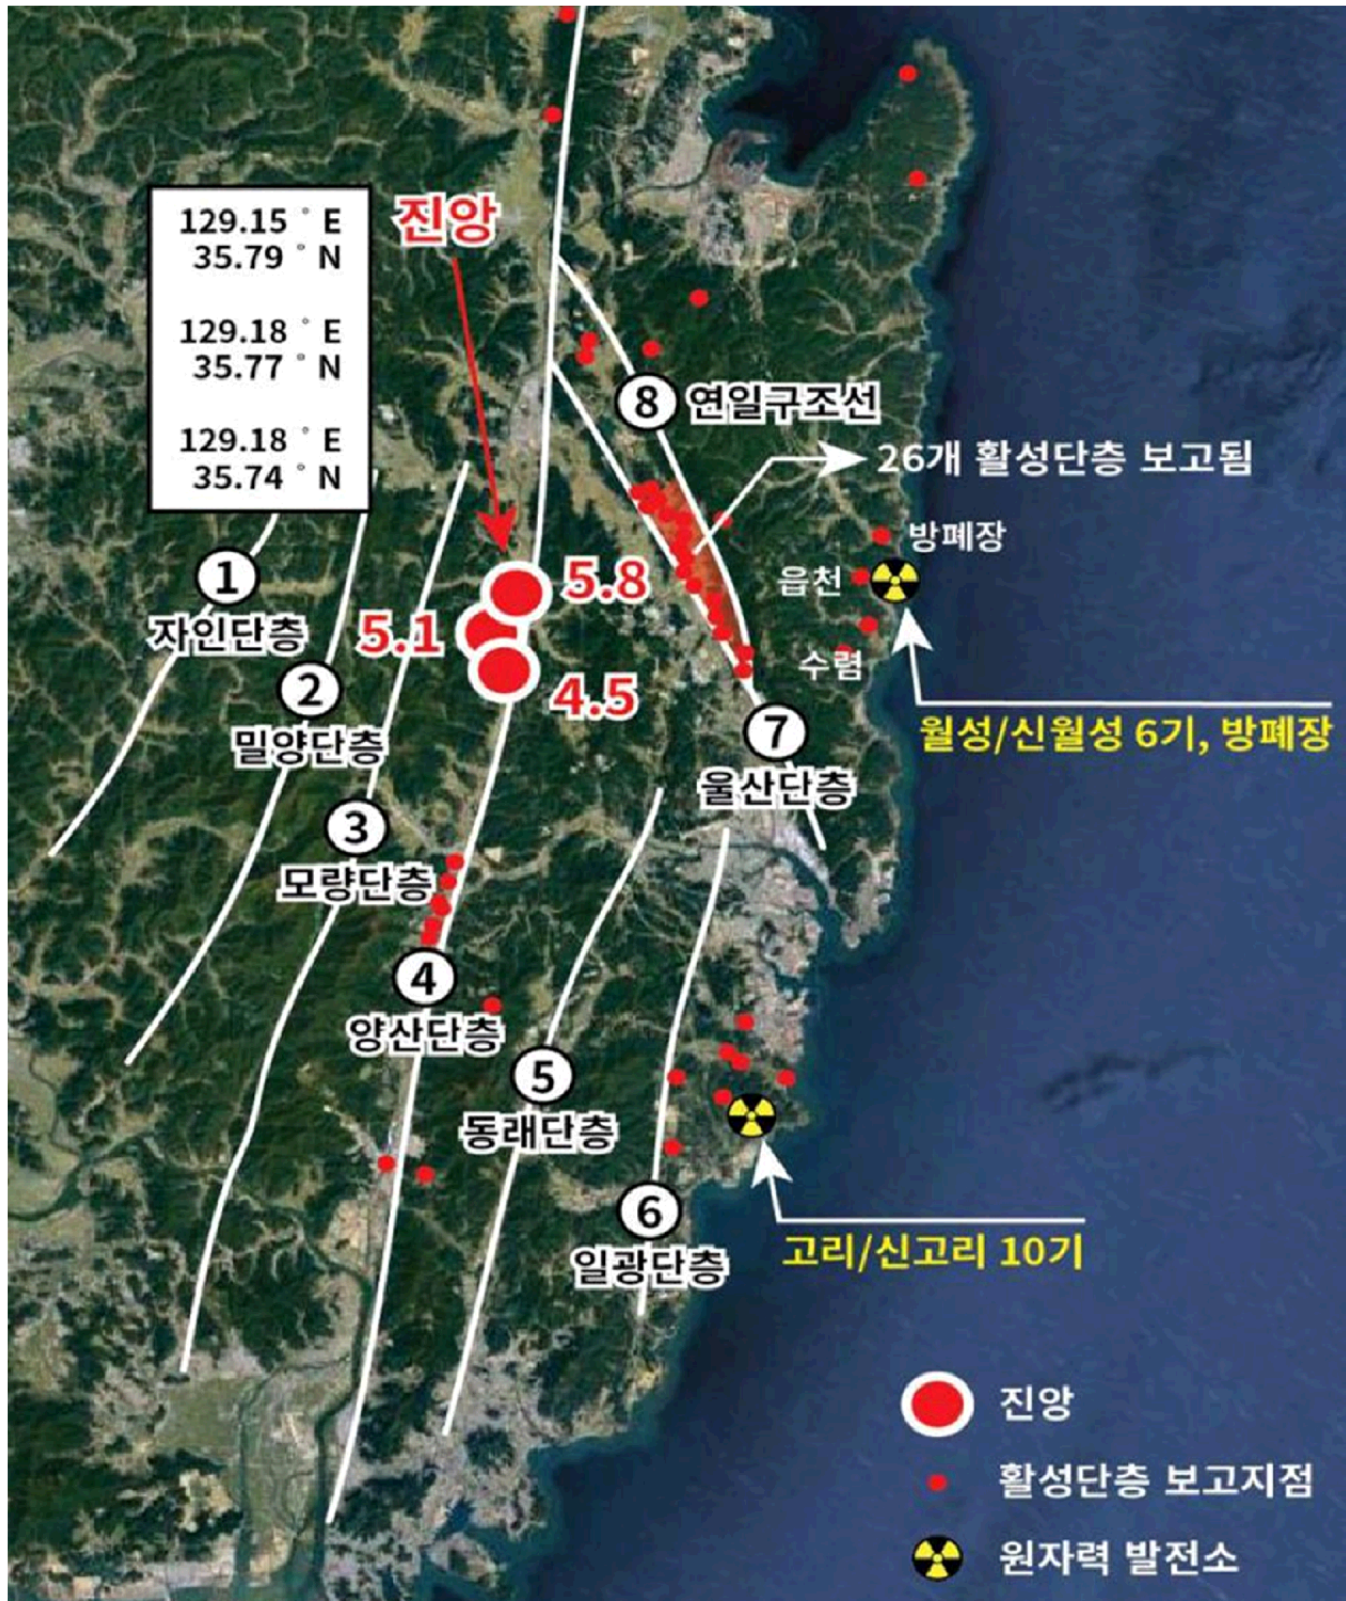 129.15 ° E
35.79 ° N
129.18 ° E
35.77 ° N
129.18 ° E
35.74 ° N
진앙
8 연일구조선
26개 활성단층 보고됨
방폐장
읍천
수렴
월성/신월성 6기, 방폐장
1
자인단층
5.8
5.1
4.5
2
밀양단층
7
울산단층
3
모량단층
4
양산단층
5
동래단층
6
일광단층
고리/신고리 10기
진앙
활성단층 보고지점
원자력 발전소